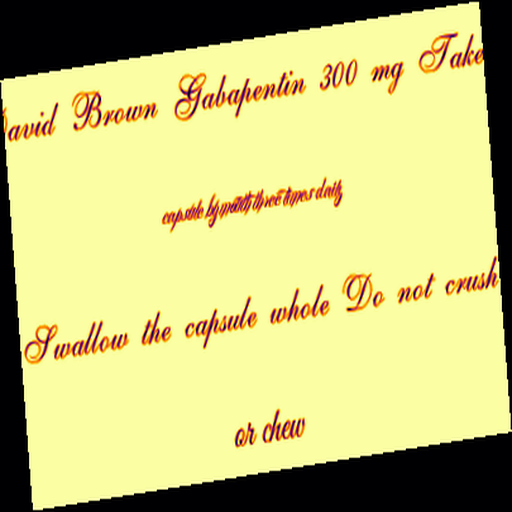 David Brown Gabapentin 300 mg Take
capsule by mouth three times daily
Swallow the capsule whole Do not crush
or chew